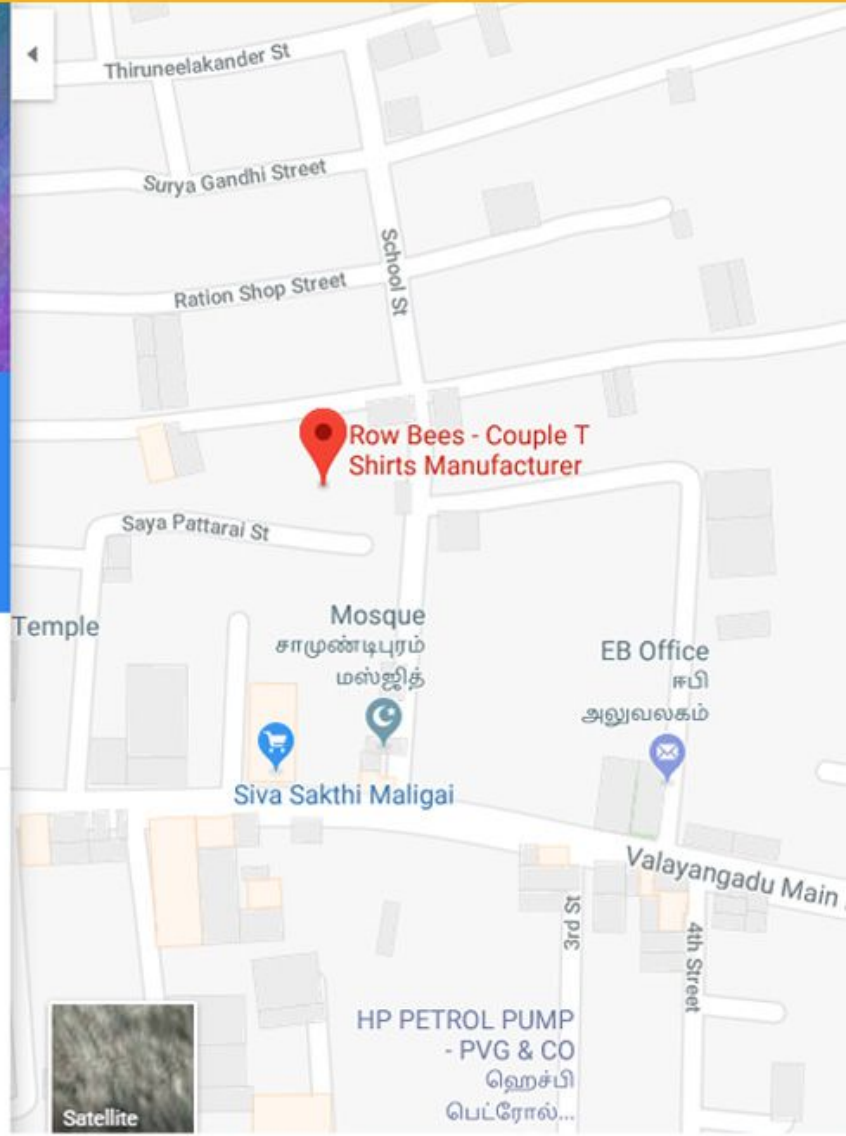 Thiruneelakander St
Surya Gandhi Street
School St
Ration Shop Street
Row Bees - Couple T
Shirts Manufacturer
Saya Pattarai St
Temple
Mosque
சாமுண்டிபுரம்
மஸ்ஜித்
EB Office
ஈபி
அலுவலகம்
Siva Sakthi Maligai
Valayangadu Main
3rd St
4th Street
HP PETROL PUMP
- PVG & CO
ஹெச்பி
பெட்ரோல்...
Satellite